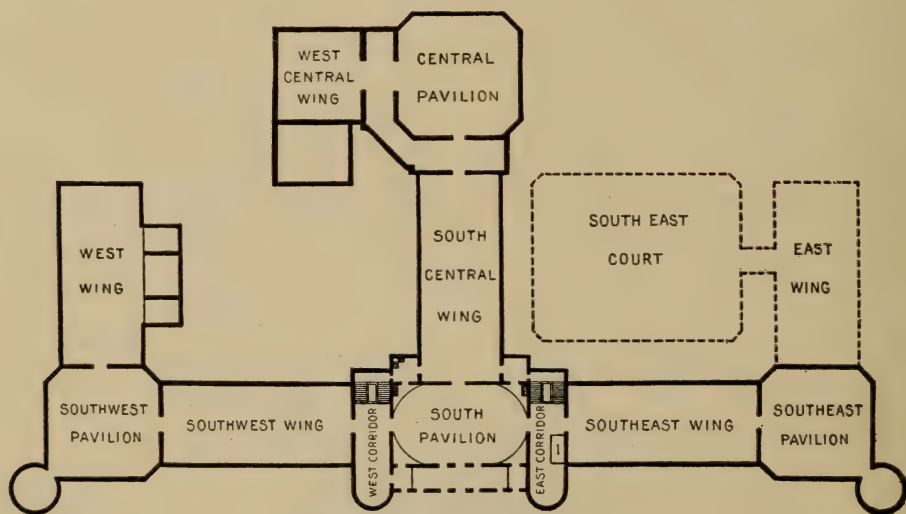 WEST
CENTRAL
WING
CENTRAL
PAVILION
WEST
WING
SOUTH
CENTRAL
WING
SOUTH EAST
COURT
EAST
WING
SOUTHWEST
PAVILION
SOUTHWEST WING
WEST CORRIDOR
SOUTH
PAVILION
EAST CORRIDOR
1
SOUTHEAST WING
SOUTHEAST
PAVILION